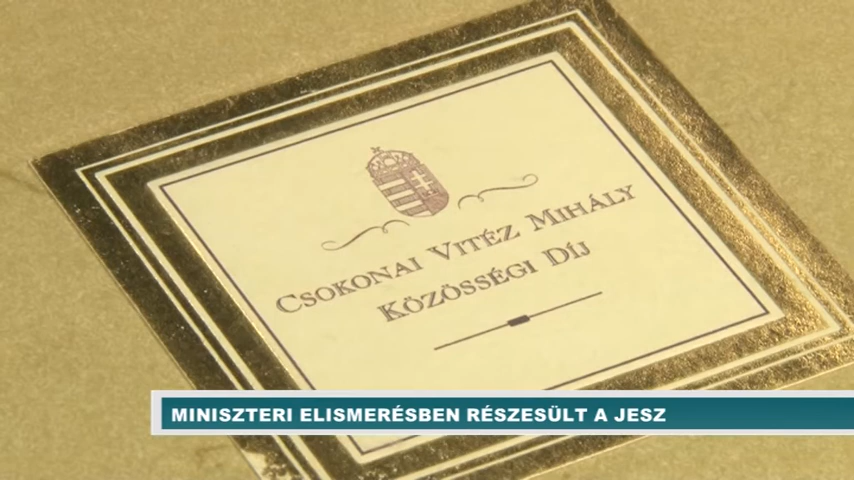 CSOKONAI VITÉZ MIHÁLY
KÖZÖSSÉGI DÍJ
MINISZTERI ELISMERÉSBEN RÉSZESÜLT A JESZ